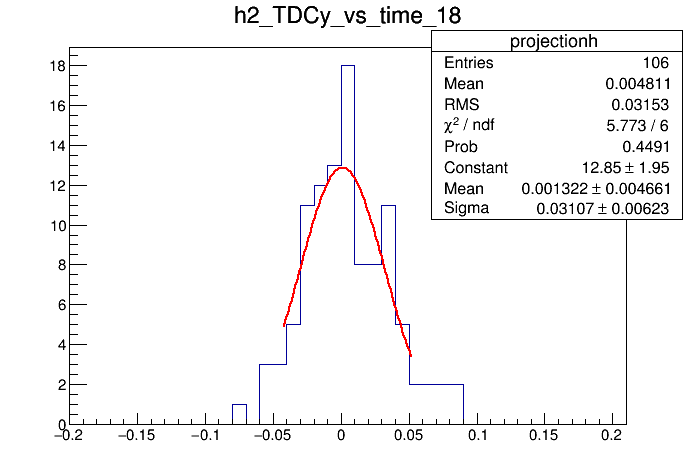 h2_TDCy_vs_time_18
projectionh
Entries 106
Mean 0.004811
RMS 0.03153
χ² / ndf 5.773 / 6
Prob 0.4491
Constant 12.85 ± 1.95
Mean 0.001322 ± 0.004661
Sigma 0.03107 ± 0.00623
18
16
14
12
10
8
6
4
2
0
−0.2 −0.15 −0.1 −0.05 0 0.05 0.1 0.15 0.2